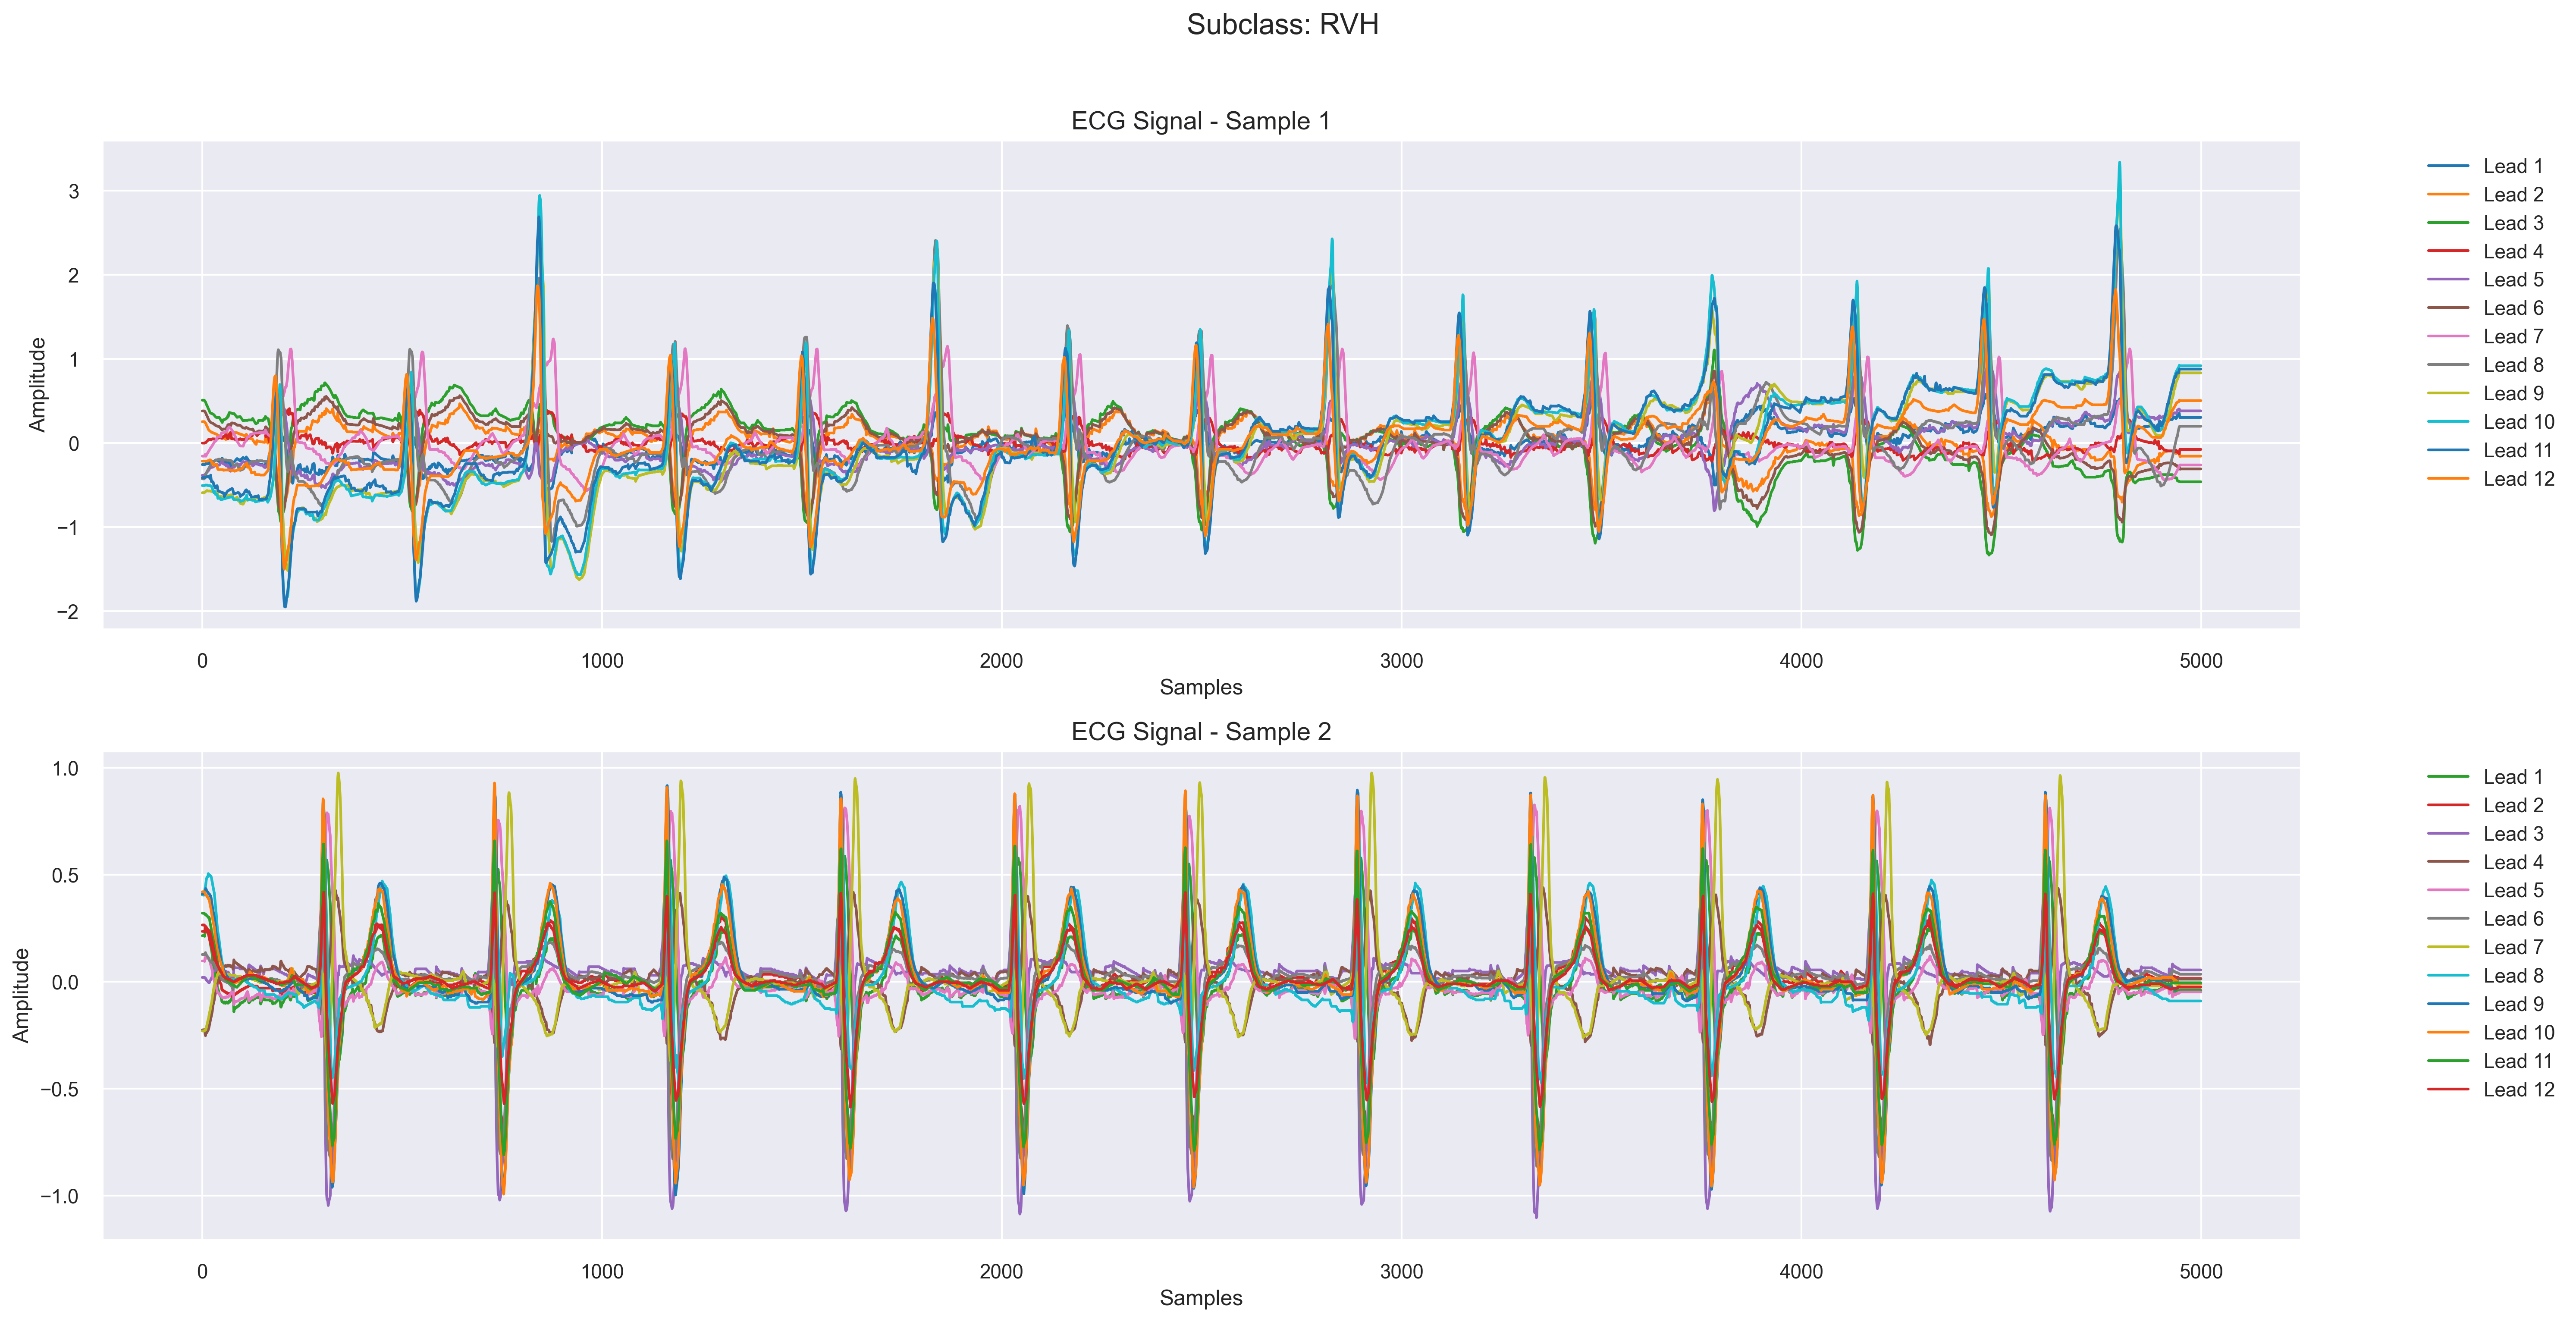 Subclass: RVH
ECG Signal - Sample 1
Amplitude
3
2
1
0
−1
−2
0 1000 2000 3000 4000 5000
Samples
Lead 1
Lead 2
Lead 3
Lead 4
Lead 5
Lead 6
Lead 7
Lead 8
Lead 9
Lead 10
Lead 11
Lead 12
ECG Signal - Sample 2
Amplitude
1.0
0.5
0.0
−0.5
−1.0
0 1000 2000 3000 4000 5000
Samples
Lead 1
Lead 2
Lead 3
Lead 4
Lead 5
Lead 6
Lead 7
Lead 8
Lead 9
Lead 10
Lead 11
Lead 12